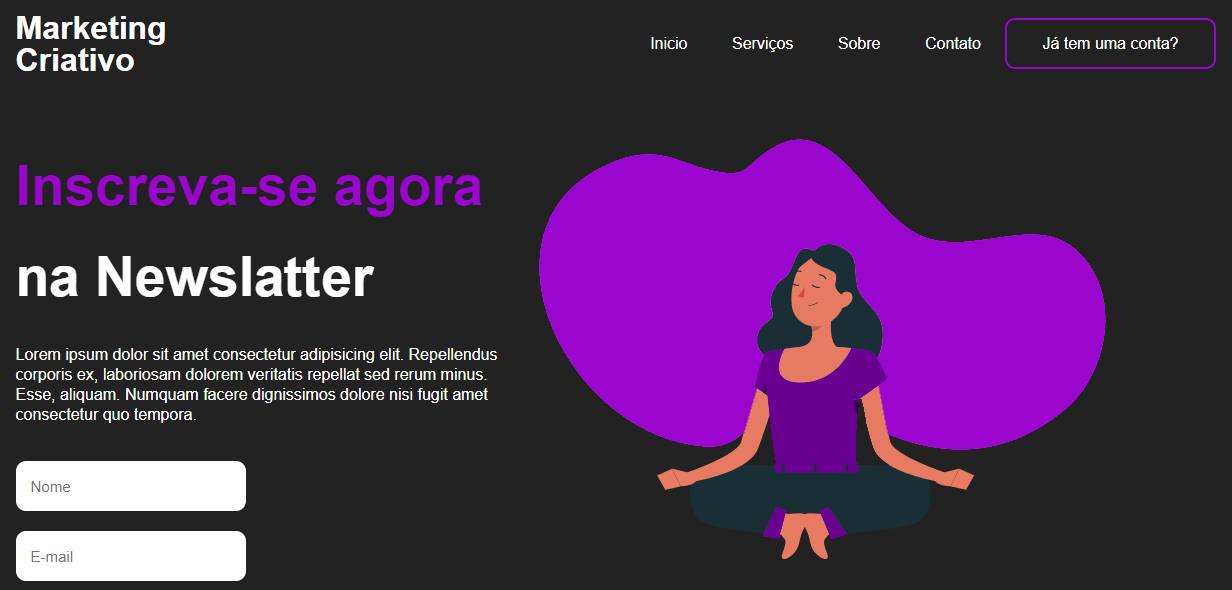 Marketing
Criativo
Inicio Serviços Sobre Contato Já tem uma conta?
Inscreva-se agora
na Newslatter
Lorem ipsum dolor sit amet consectetur adipisicing elit. Repellendus
corporis ex, laboriosam dolorem veritatis repellat sed rerum minus.
Esse, aliquam. Numquam facere dignissimos dolore nisi fugit amet
consectetur quo tempora.
Nome
E-mail